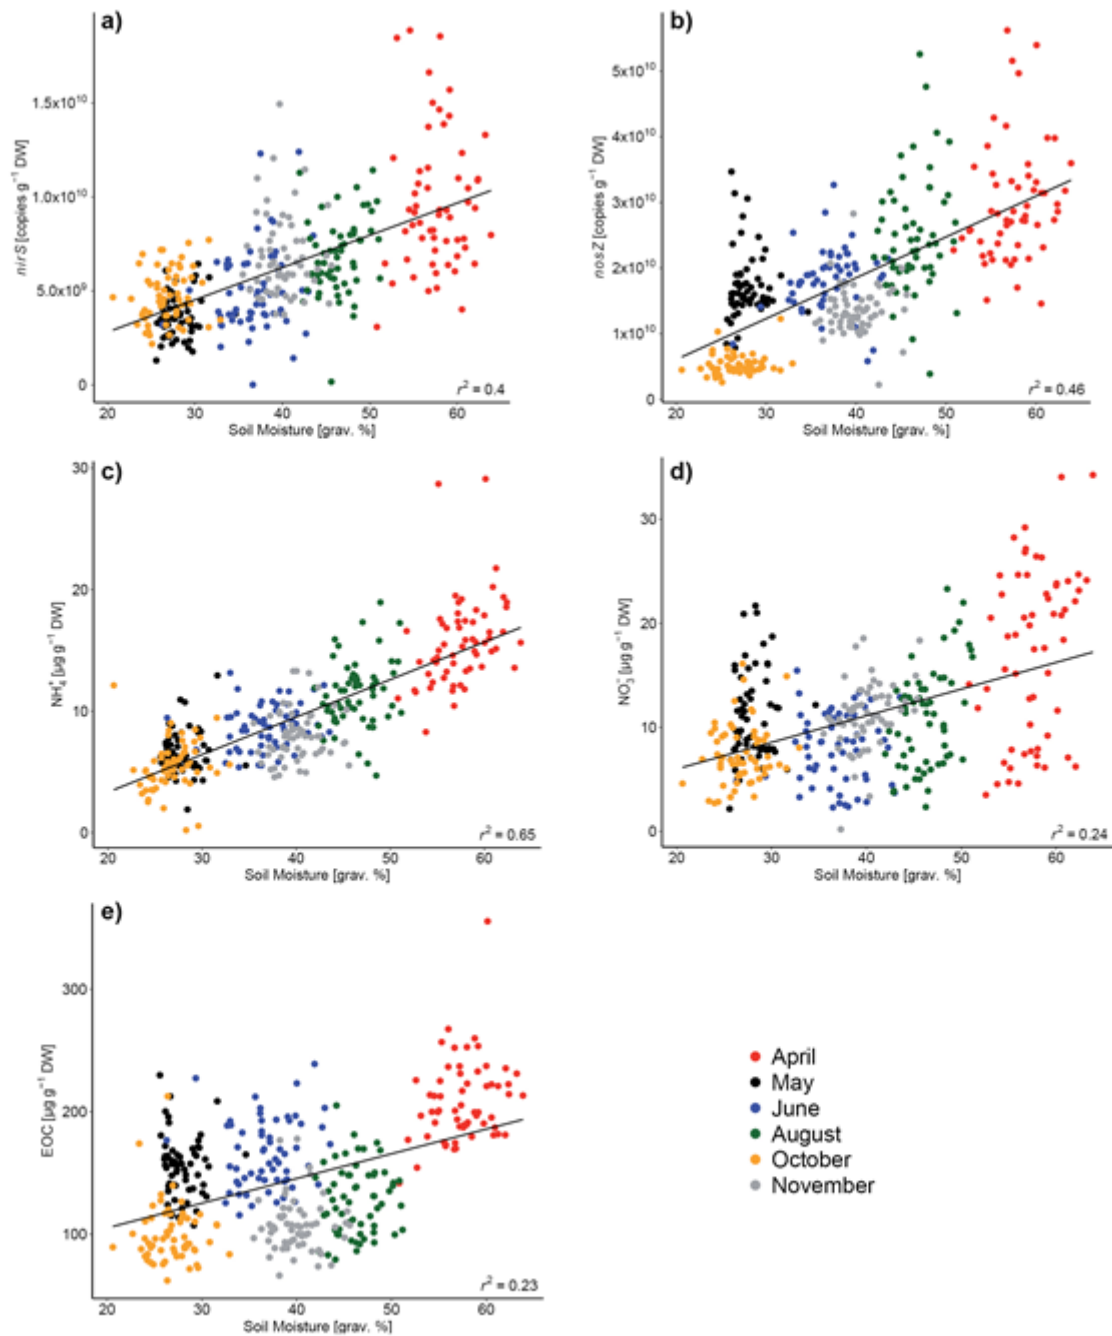 a)
nirS [copies g⁻¹ DW]
1.5x10¹⁰
1.0x10¹⁰
5.0x10⁹
0
20 30 40 50 60
Soil Moisture [grav. %]
r² = 0.4
b)
nosZ [copies g⁻¹ DW]
5x10¹⁰
4x10¹⁰
3x10¹⁰
2x10¹⁰
1x10¹⁰
0
20 30 40 50 60
Soil Moisture [grav. %]
r² = 0.46
c)
NH₄⁺ [µg g⁻¹ DW]
30
20
10
0
20 30 40 50 60
Soil Moisture [grav. %]
r² = 0.65
d)
NO₃⁻ [µg g⁻¹ DW]
30
20
10
0
20 30 40 50 60
Soil Moisture [grav. %]
r² = 0.24
e)
EOC [µg g⁻¹ DW]
300
200
100
20 30 40 50 60
Soil Moisture [grav. %]
r² = 0.23
April
May
June
August
October
November